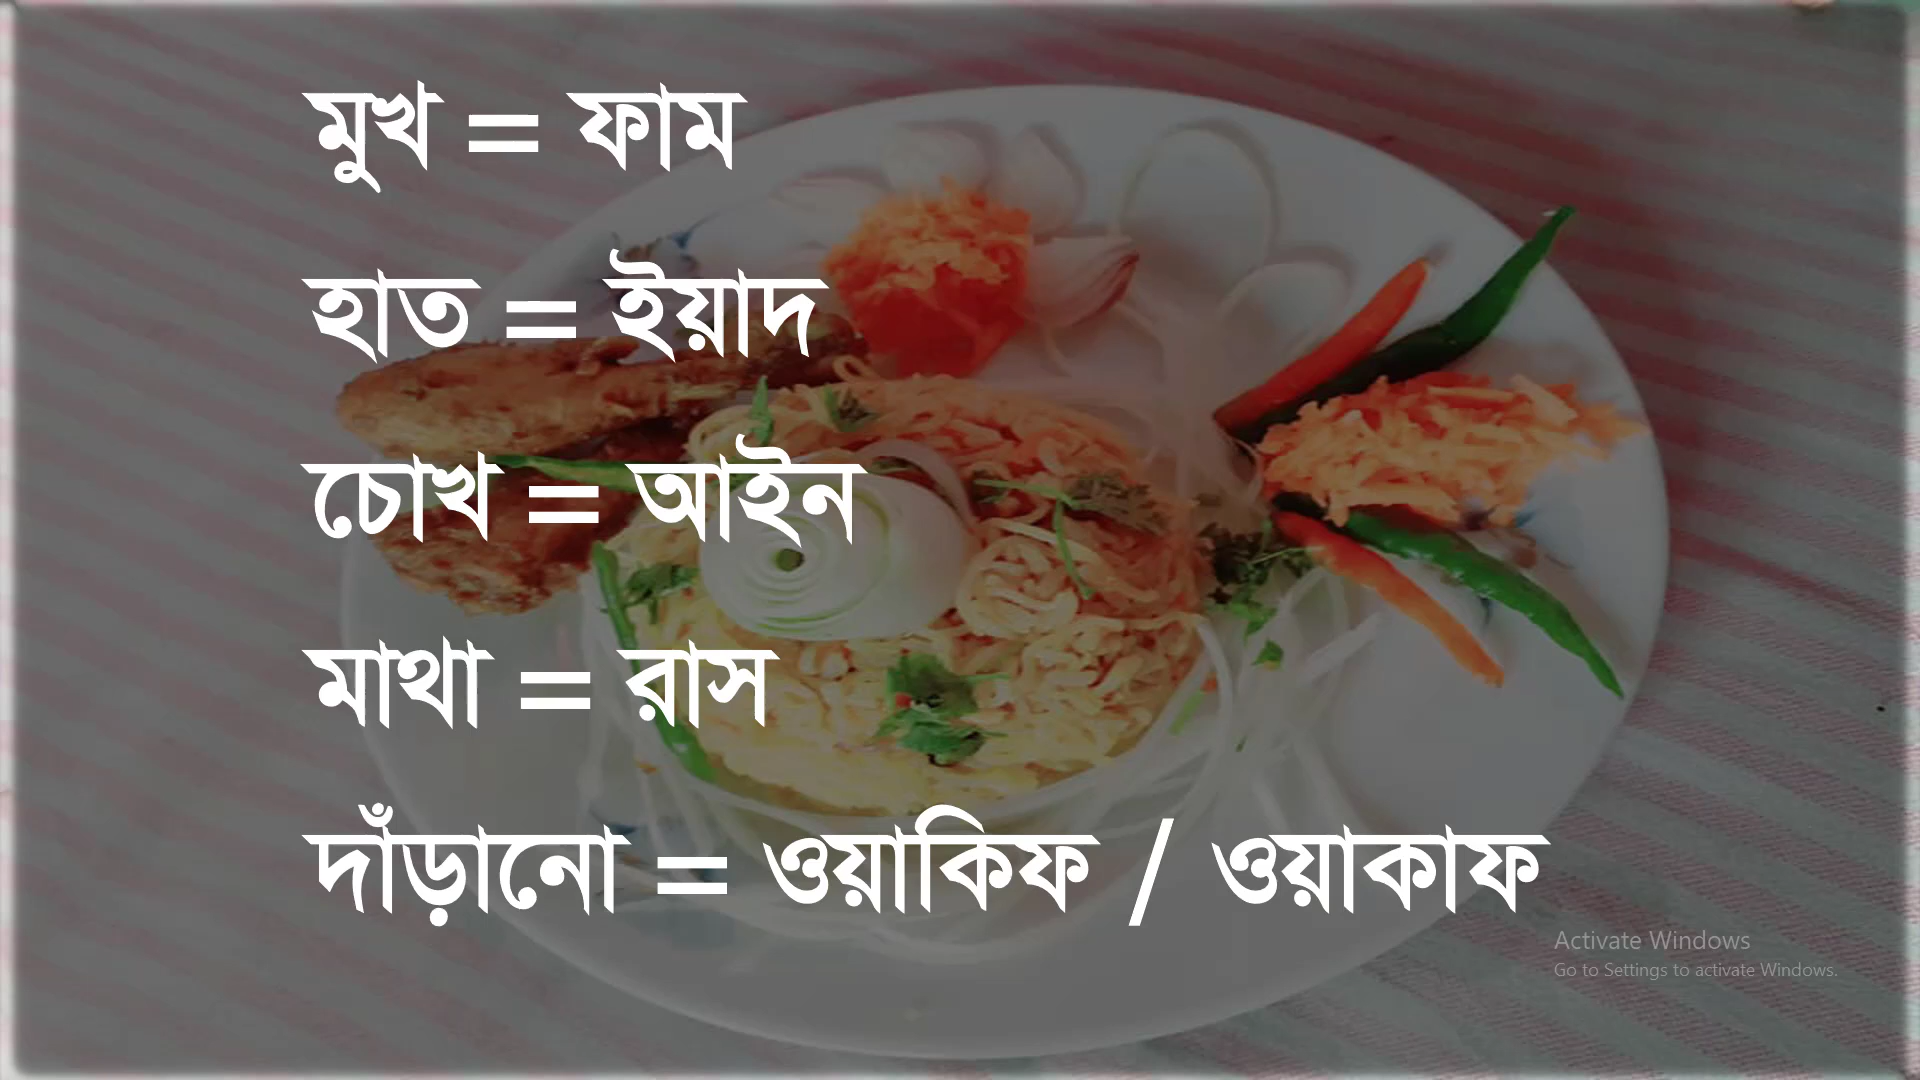 মুখ = ফাম
হাত = ইয়াদ
চোখ = আইন
মাথা = রাস
দাঁড়ানো = ওয়াকিফ / ওয়াকাফ
Activate Windows
Go to Settings to activate Windows.